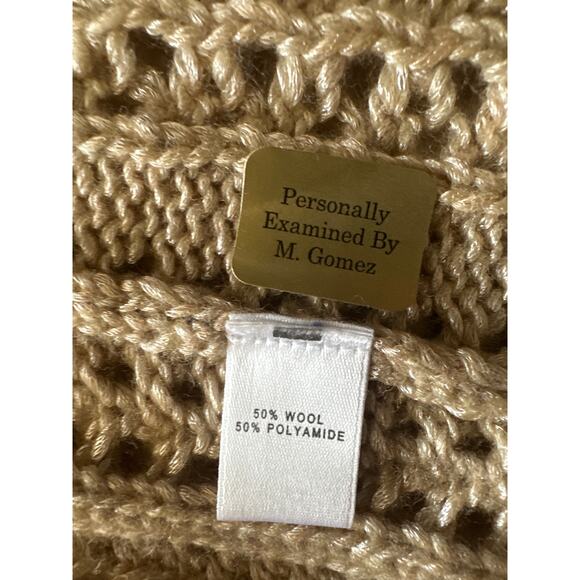 Personally
Examined By
M. Gomez
50% WOOL
50% POLYAMIDE